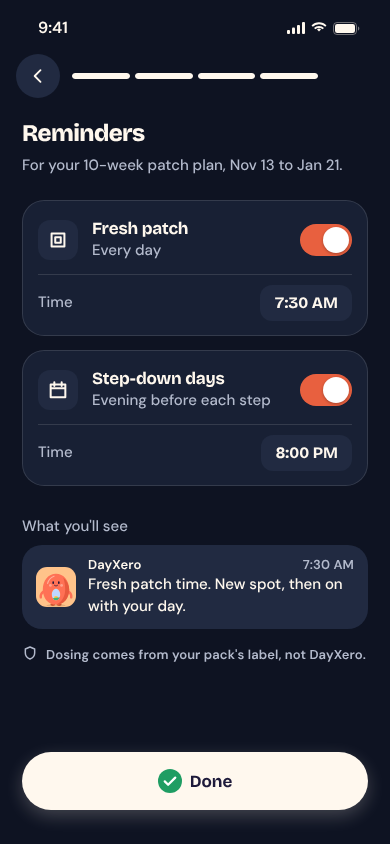 9:41
Reminders
For your 10-week patch plan, Nov 13 to Jan 21.
Fresh patch
Every day
Time
7:30 AM
Step-down days
Evening before each step
Time
8:00 PM
What you'll see
DayXero
7:30 AM
Fresh patch time. New spot, then on
with your day.
Dosing comes from your pack's label, not DayXero.
Done